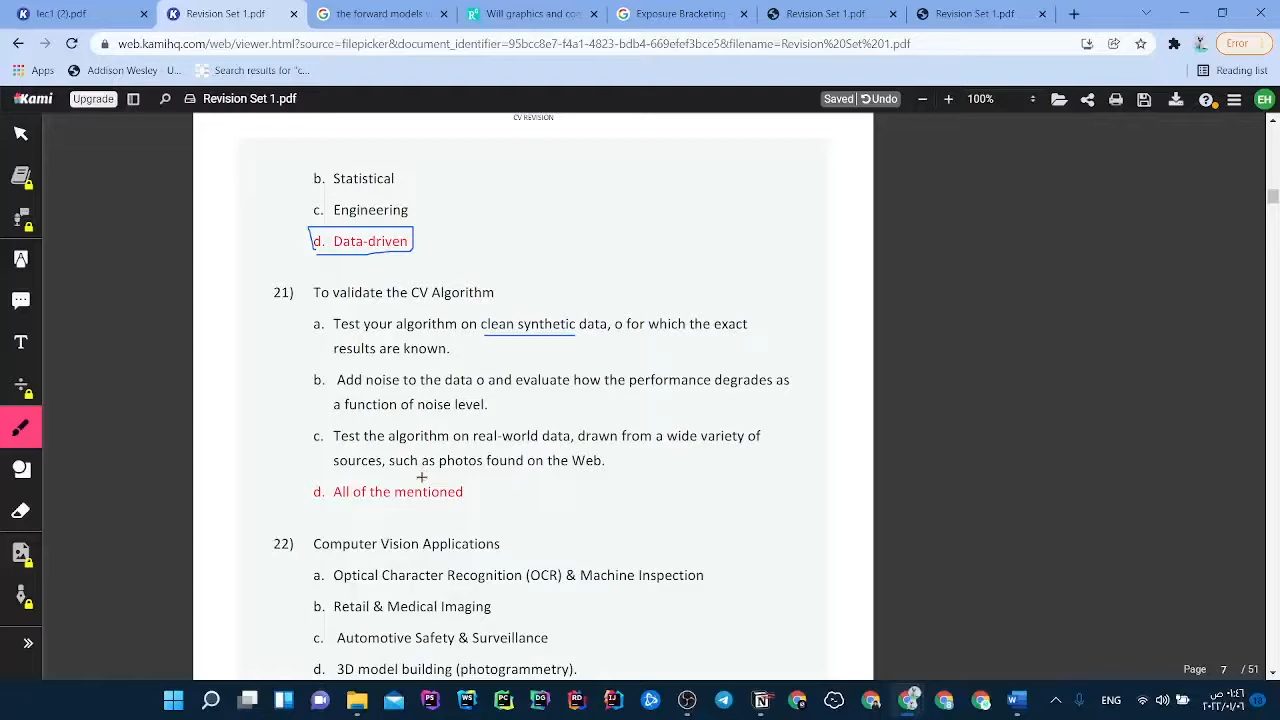 lec1 (2).pdf
Revision Set 1.pdf
the forward models v
Will graphics and co
Exposure Bracketing
Revision Set 1.pdf
Revision Set 1.pdf
web.kamihq.com/web/viewer.html?source=filepicker&document_identifier=95bcc8e7-f4a1-4823-bdb4-669efef3bce5&filename=Revision%20Set%201.pdf
Error
Apps
Addison Wesley - U...
Search results for "c...
Reading list
Kami
Upgrade
Revision Set 1.pdf
Saved
Undo
100%
EH
CV REVISION
b. Statistical
c. Engineering
d. Data-driven
21) To validate the CV Algorithm
a. Test your algorithm on clean synthetic data, o for which the exact
results are known.
b. Add noise to the data o and evaluate how the performance degrades as
a function of noise level.
c. Test the algorithm on real-world data, drawn from a wide variety of
sources, such as photos found on the Web.
d. All of the mentioned
22) Computer Vision Applications
a. Optical Character Recognition (OCR) & Machine Inspection
b. Retail & Medical Imaging
c. Automotive Safety & Surveillance
d. 3D model building (photogrammetry).
Page 7 / 51
ENG